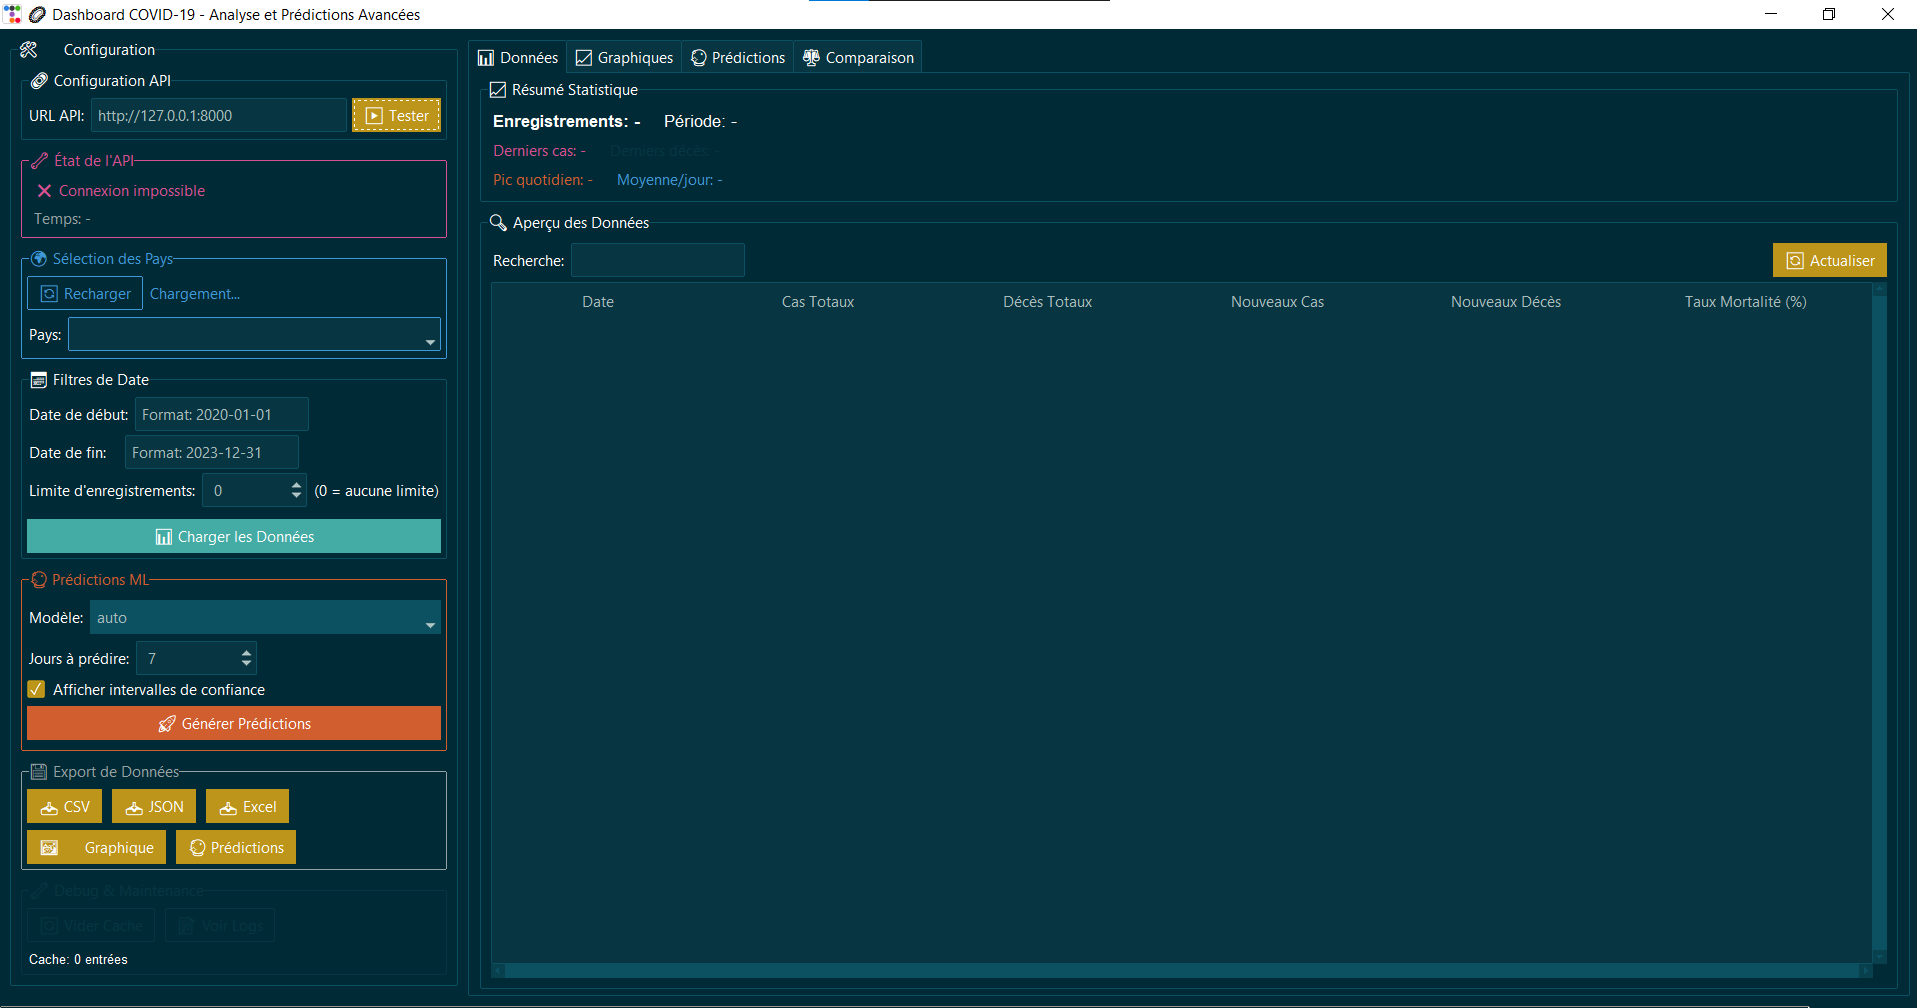 Dashboard COVID-19 - Analyse et Prédictions Avancées
Configuration
Configuration API
URL API: http://127.0.0.1:8000 Tester
État de l'API
Connexion impossible
Temps: -
Sélection des Pays
Recharger Chargement...
Pays:
Filtres de Date
Date de début: Format: 2020-01-01
Date de fin: Format: 2023-12-31
Limite d'enregistrements: 0 (0 = aucune limite)
Charger les Données
Prédictions ML
Modèle: auto
Jours à prédire: 7
Afficher intervalles de confiance
Générer Prédictions
Export de Données
CSV JSON Excel
Graphique Prédictions
Debug & Maintenance
Vider Cache Voir Logs
Cache: 0 entrées
Données Graphiques Prédictions Comparaison
Résumé Statistique
Enregistrements: - Période: -
Derniers cas: - Derniers décès: -
Pic quotidien: - Moyenne/jour: -
Aperçu des Données
Recherche: Actualiser
Date Cas Totaux Décès Totaux Nouveaux Cas Nouveaux Décès Taux Mortalité (%)